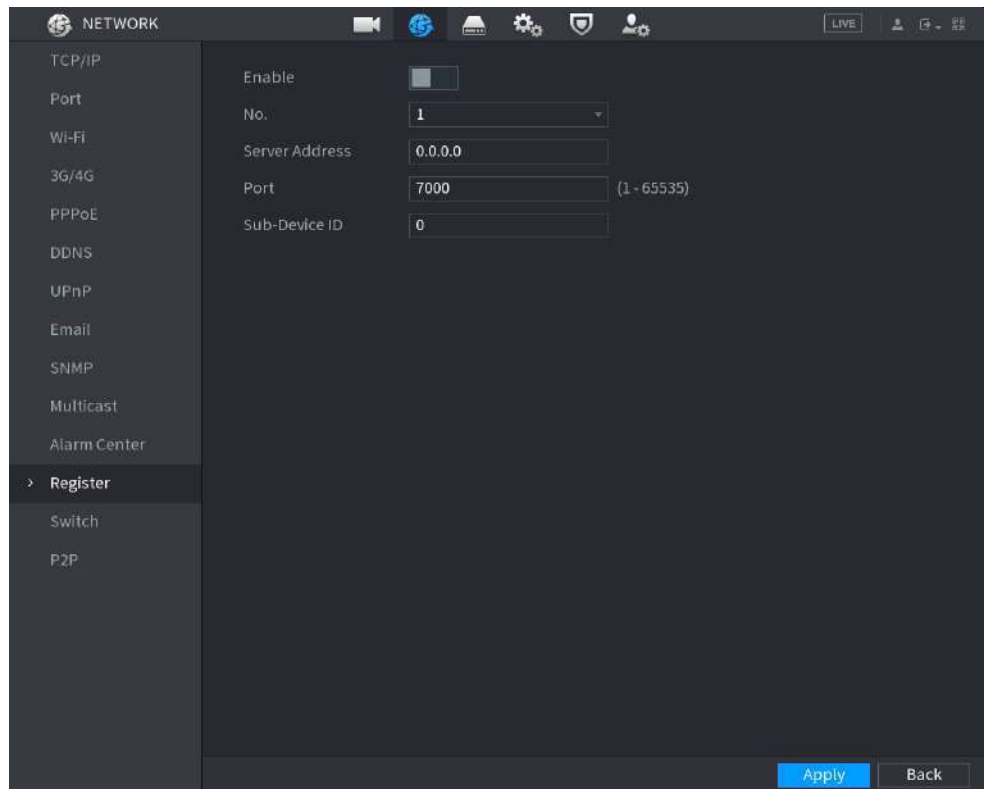 NETWORK
LIVE
TCP/IP
Port
Wi-Fi
3G/4G
PPPoE
DDNS
UPnP
Email
SNMP
Multicast
Alarm Center
> Register
Switch
P2P
Enable
No. 1
Server Address 0.0.0.0
Port 7000 (1 - 65535)
Sub-Device ID 0
Apply Back